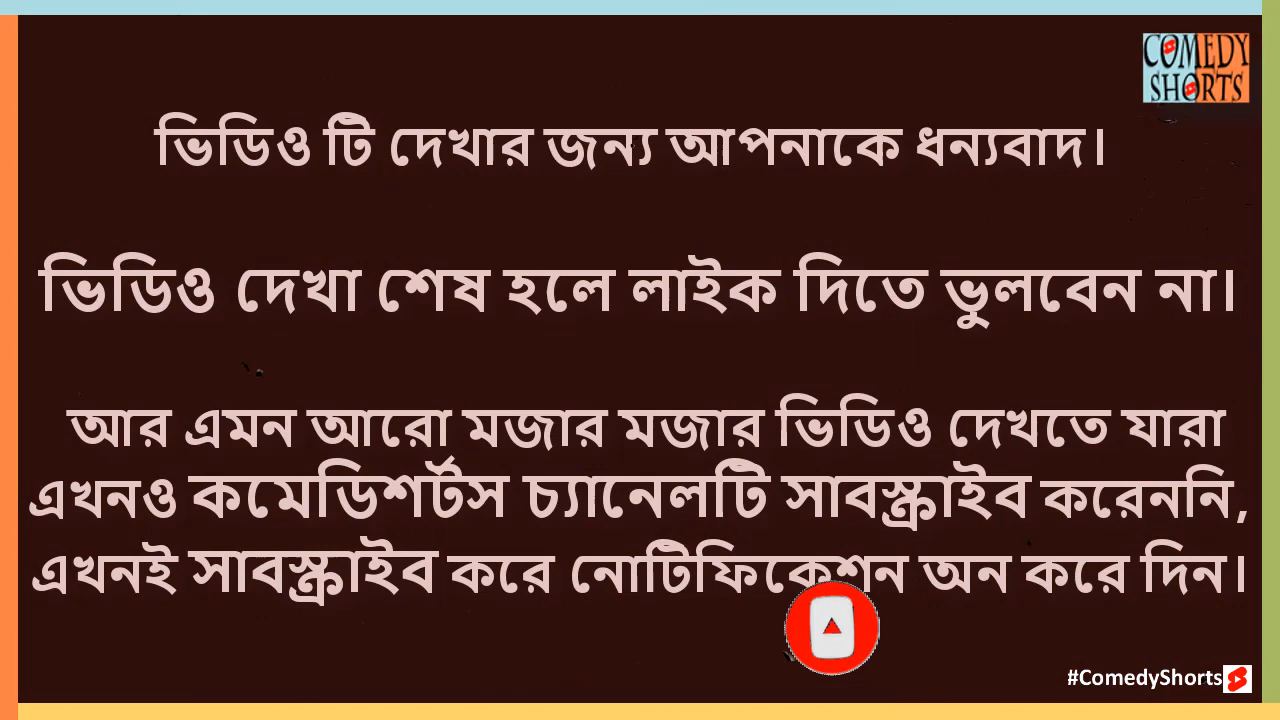 COMEDY
SHORTS
ভিডিও টি দেখার জন্য আপনাকে ধন্যবাদ।
ভিডিও দেখা শেষ হলে লাইক দিতে ভুলবেন না।
আর এমন আরো মজার মজার ভিডিও দেখতে যারা
এখনও কমেডিশর্টস চ্যানেলটি সাবস্ক্রাইব করেননি,
এখনই সাবস্ক্রাইব করে নোটিফিকেশন অন করে দিন।
#ComedyShorts